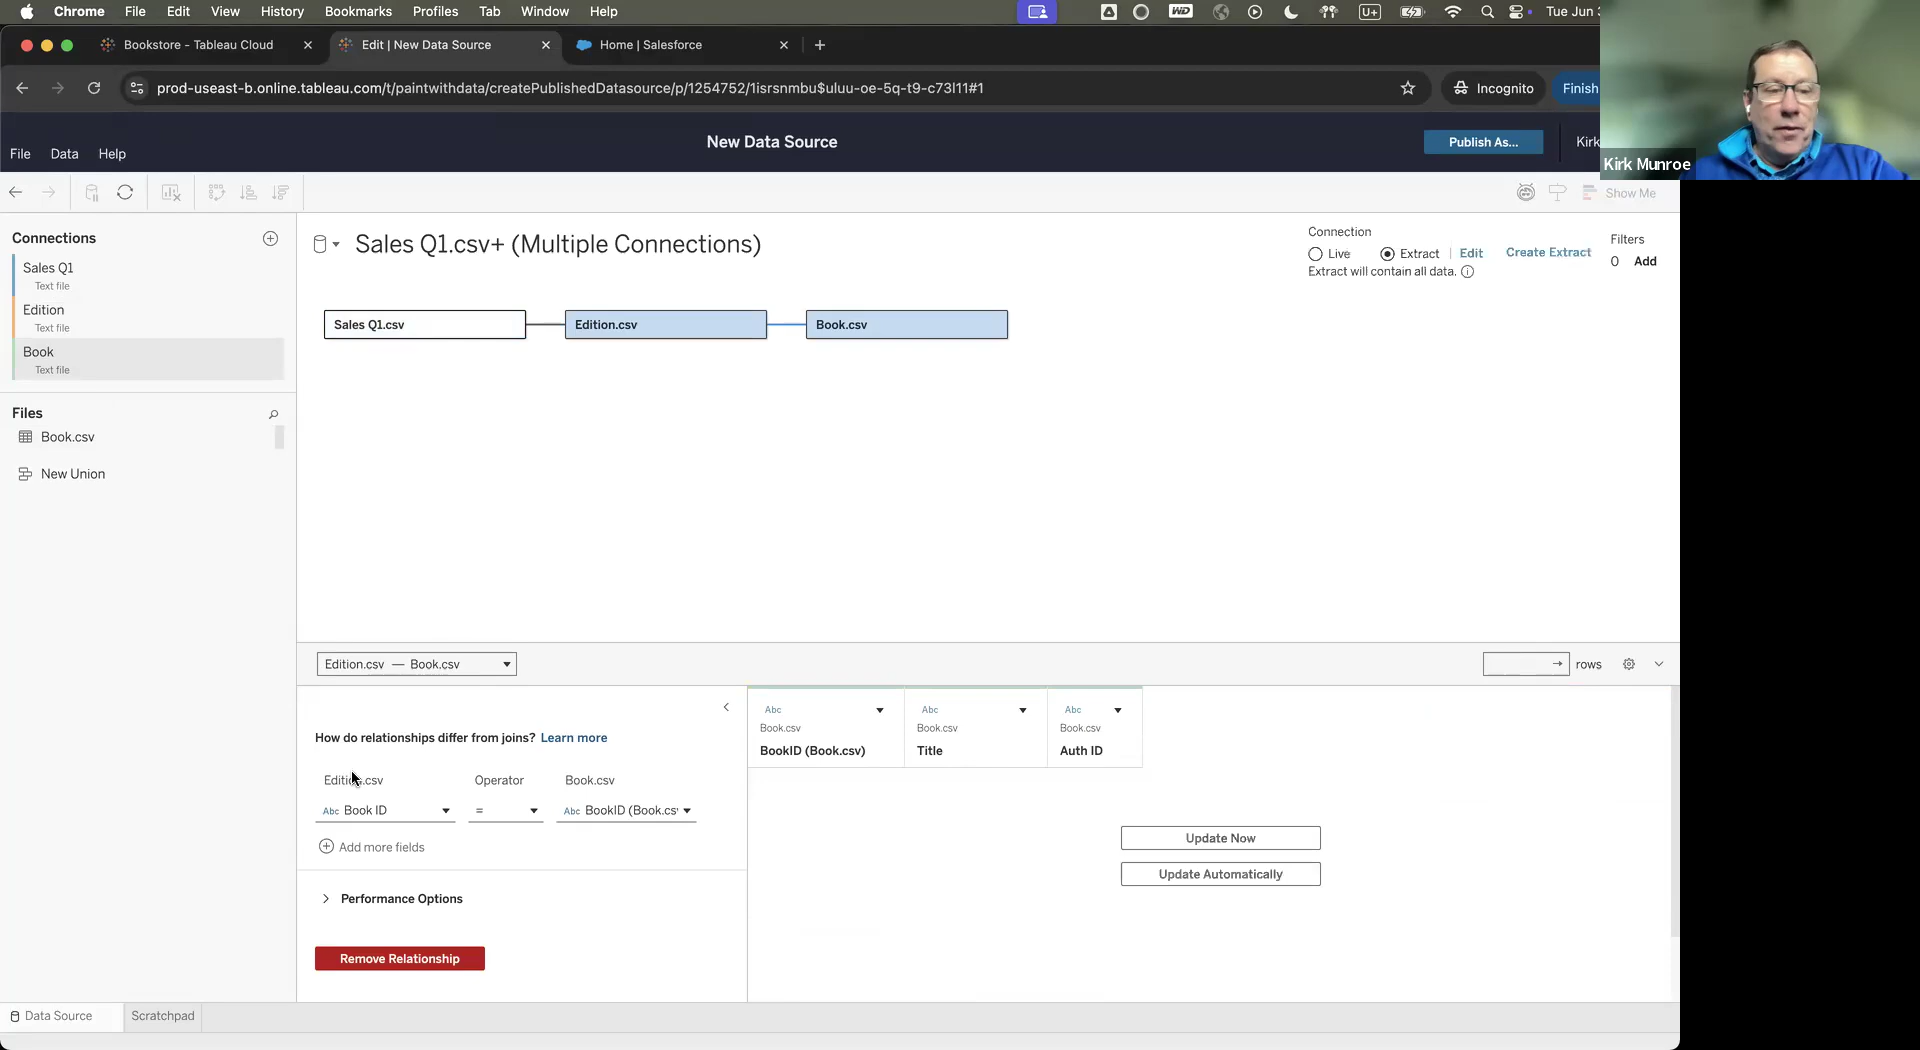 Chrome File Edit View History Bookmarks Profiles Tab Window Help
WD
U+
Tue Jun 3
Bookstore - Tableau Cloud
Edit | New Data Source
Home | Salesforce
prod-useast-b.online.tableau.com/t/paintwithdata/createPublishedDatasource/p/1254752/1isrsnmbu$uluu-oe-5q-t9-c73l11#1
Incognito
Finish
Kirk Munroe
New Data Source
Publish As...
Kirk
File Data Help
Show Me
Connections
Sales Q1
Text file
Edition
Text file
Book
Text file
Files
Book.csv
New Union
Sales Q1.csv+ (Multiple Connections)
Connection
Live
Extract
Edit
Create Extract
Extract will contain all data.
Filters
0 Add
Sales Q1.csv
Edition.csv
Book.csv
Edition.csv — Book.csv
rows
How do relationships differ from joins? Learn more
Edition.csv Operator Book.csv
Abc Book ID
=
Abc BookID (Book.cs
Add more fields
Performance Options
Remove Relationship
Abc
Book.csv
BookID (Book.csv)
Abc
Book.csv
Title
Abc
Book.csv
Auth ID
Update Now
Update Automatically
Data Source
Scratchpad